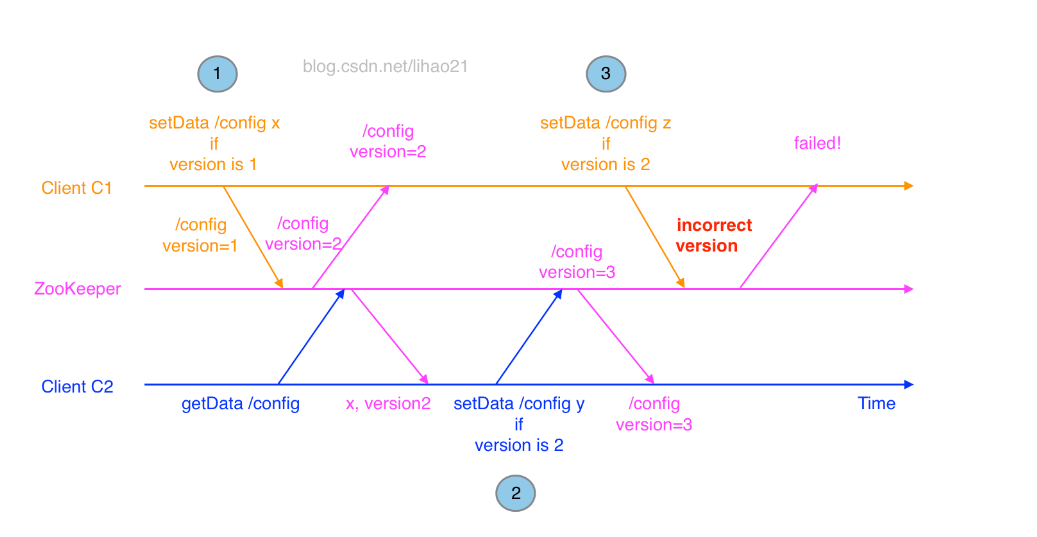 1
blog.csdn.net/lihao21
3
setData /config x
if
version is 1
/config
version=2
setData /config z
if
version is 2
failed!
Client C1
/config
version=1
/config
version=2
/config
version=3
incorrect
version
ZooKeeper
Client C2
getData /config
x, version2
setData /config y
if
version is 2
/config
version=3
Time
2